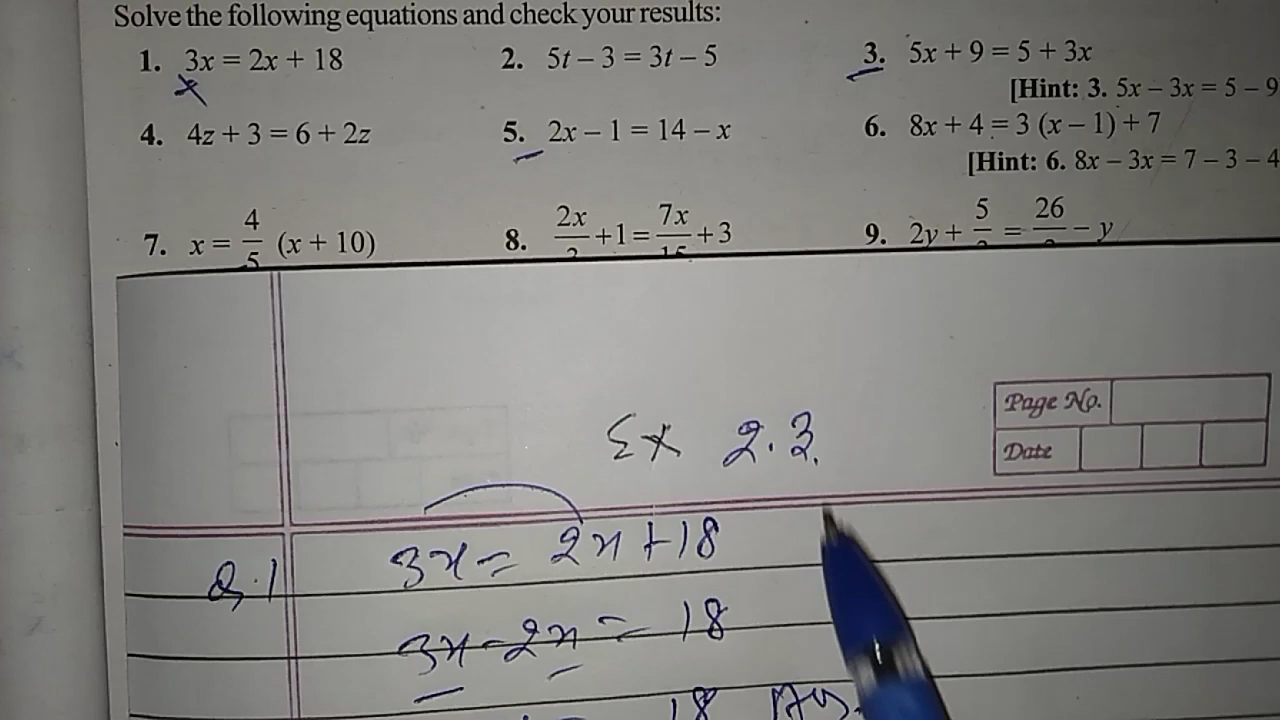 Solve the following equations and check your results:
1. 3x = 2x + 18 2. 5t – 3 = 3t – 5 3. 5x + 9 = 5 + 3x
[Hint: 3. 5x – 3x = 5 – 9
4. 4z + 3 = 6 + 2z 5. 2x – 1 = 14 – x 6. 8x + 4 = 3 (x – 1) + 7
[Hint: 6. 8x – 3x = 7 – 3 – 4
7. x = 4/5 (x + 10) 8. 2x/ +1 = 7x/15 +3 9. 2y + 5/ = 26/ – y
Page No.
Ex 2.3.
Date
Q.1 3x = 2x + 18
3x - 2x = 18
18 Ans.